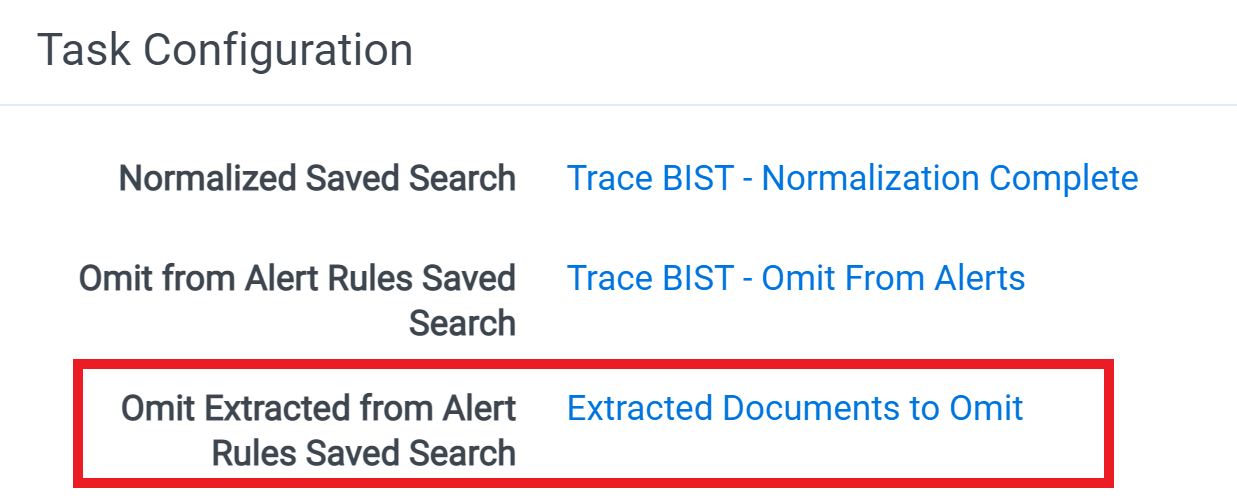 Task Configuration
Normalized Saved Search Trace BIST - Normalization Complete
Omit from Alert Rules Saved Search Trace BIST - Omit From Alerts
Omit Extracted from Alert Rules Saved Search Extracted Documents to Omit